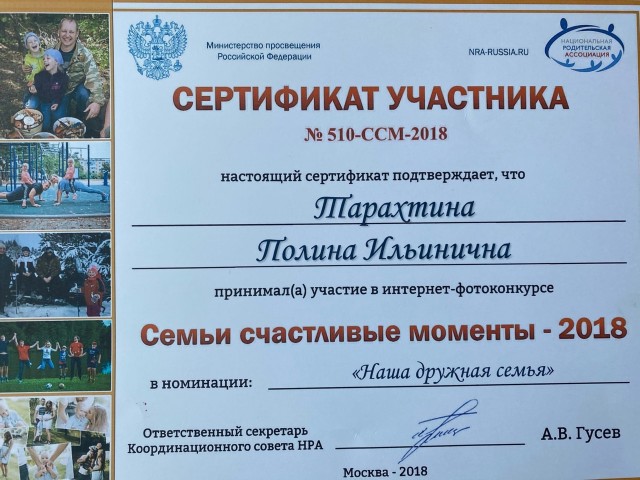 Министерство просвещения
Российской Федерации
NRA-RUSSIA.RU
НАЦИОНАЛЬНАЯ
РОДИТЕЛЬСКАЯ
АССОЦИАЦИЯ
СЕРТИФИКАТ УЧАСТНИКА
№ 510-ССМ-2018
настоящий сертификат подтверждает, что
Тарахтина
Полина Ильинична
принимал(а) участие в интернет-фотоконкурсе
Семьи счастливые моменты - 2018
в номинации: «Наша дружная семья»
Ответственный секретарь
Координационного совета НРА
А.В. Гусев
Москва - 2018